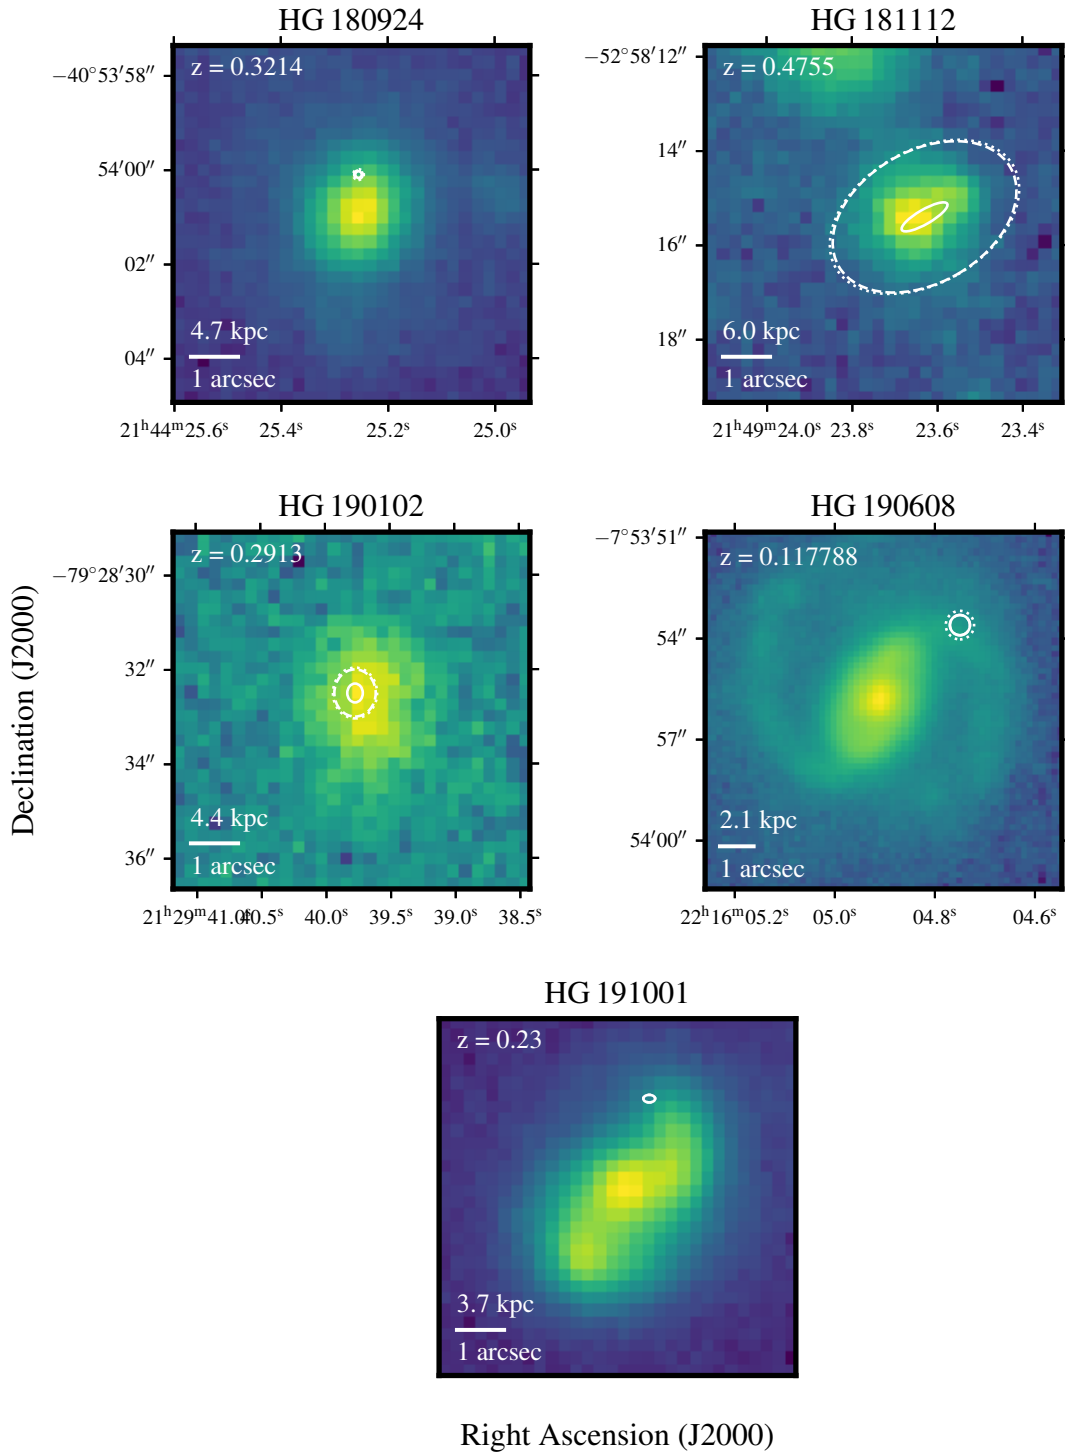 HG 180924
HG 181112
z = 0.3214
z = 0.4755
−40°53′58″
54′00″
02″
04″
4.7 kpc
1 arcsec
21ʰ44ᵐ25.6ˢ
25.4ˢ
25.2ˢ
25.0ˢ
−52°58′12″
14″
16″
18″
6.0 kpc
1 arcsec
21ʰ49ᵐ24.0ˢ
23.8ˢ
23.6ˢ
23.4ˢ
HG 190102
HG 190608
z = 0.2913
z = 0.117788
−79°28′30″
32″
34″
36″
4.4 kpc
1 arcsec
21ʰ29ᵐ41.0ˢ
40.5ˢ
40.0ˢ
39.5ˢ
39.0ˢ
38.5ˢ
−7°53′51″
54″
57″
54′00″
2.1 kpc
1 arcsec
22ʰ16ᵐ05.2ˢ
05.0ˢ
04.8ˢ
04.6ˢ
Declination (J2000)
HG 191001
z = 0.23
3.7 kpc
1 arcsec
Right Ascension (J2000)